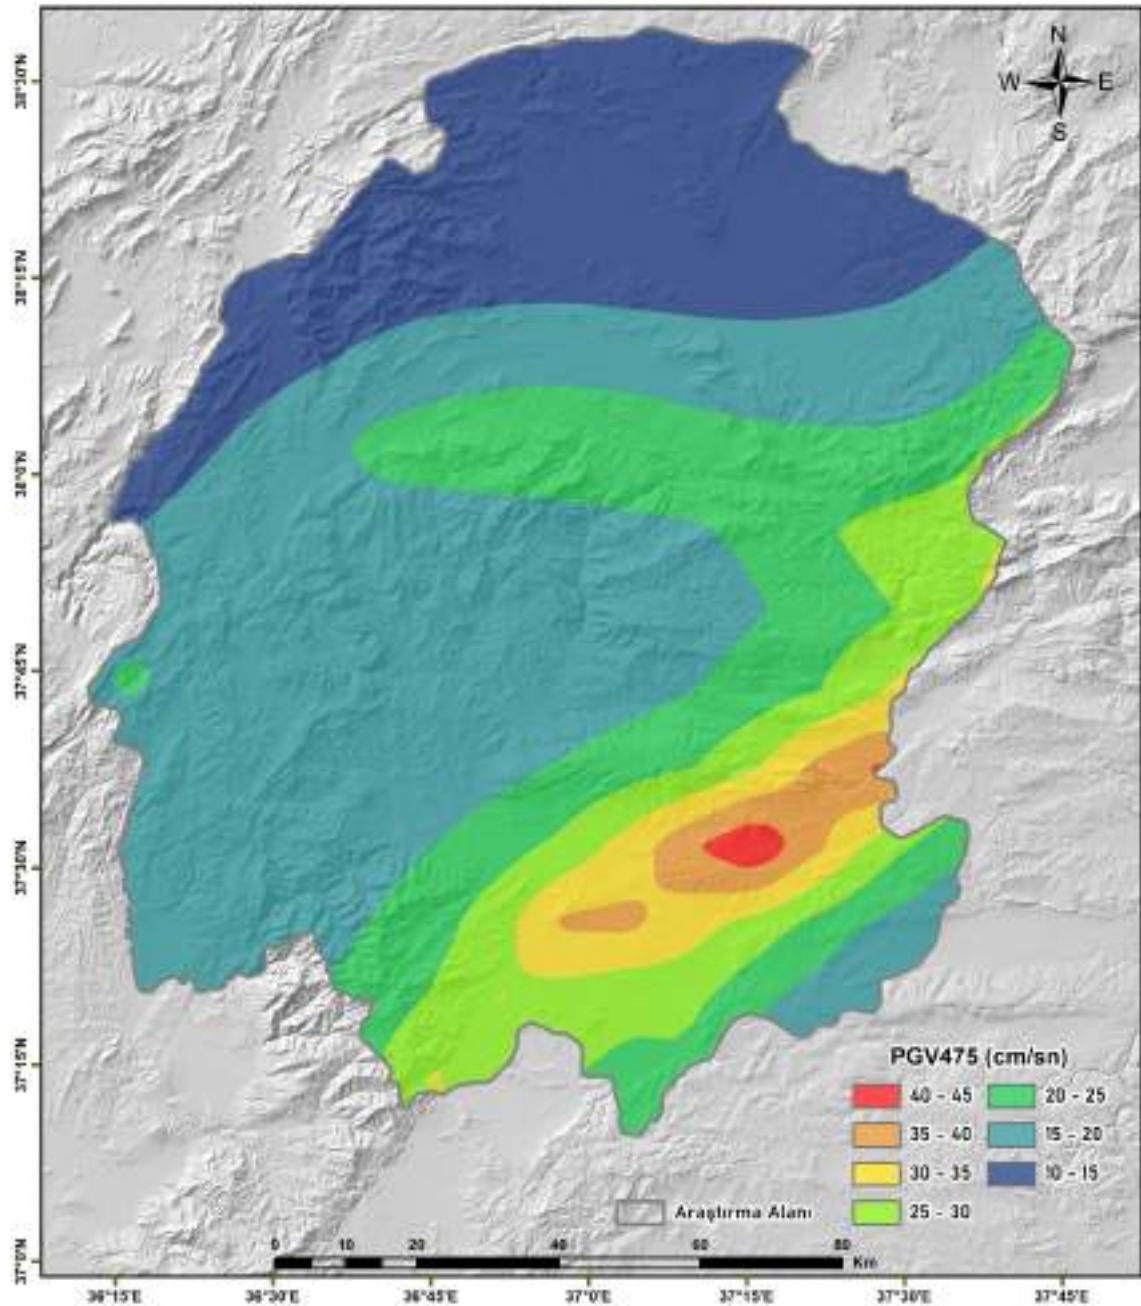 N
W E
S
38°30'N
38°15'N
38°0'N
37°45'N
37°30'N
37°15'N
37°0'N
PGV475 (cm/sn)
40 - 45 20 - 25
35 - 40 15 - 20
30 - 35 10 - 15
25 - 30
Araştırma Alanı
0 10 20 40 60 80
Km
36°15'E 36°30'E 36°45'E 37°0'E 37°15'E 37°30'E 37°45'E